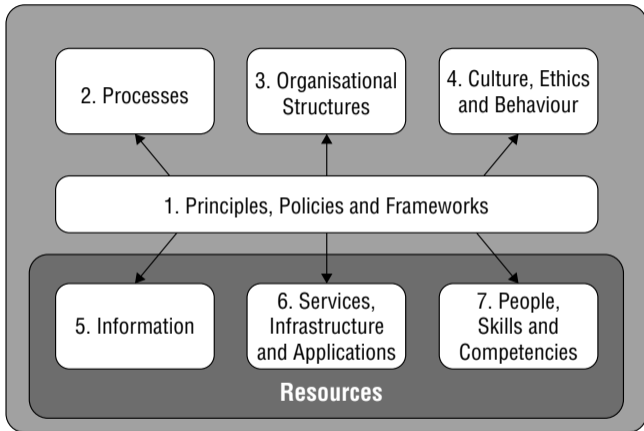 2. Processes
3. Organisational
Structures
4. Culture, Ethics
and Behaviour
1. Principles, Policies and Frameworks
5. Information
6. Services,
Infrastructure
and Applications
7. People,
Skills and
Competencies
Resources